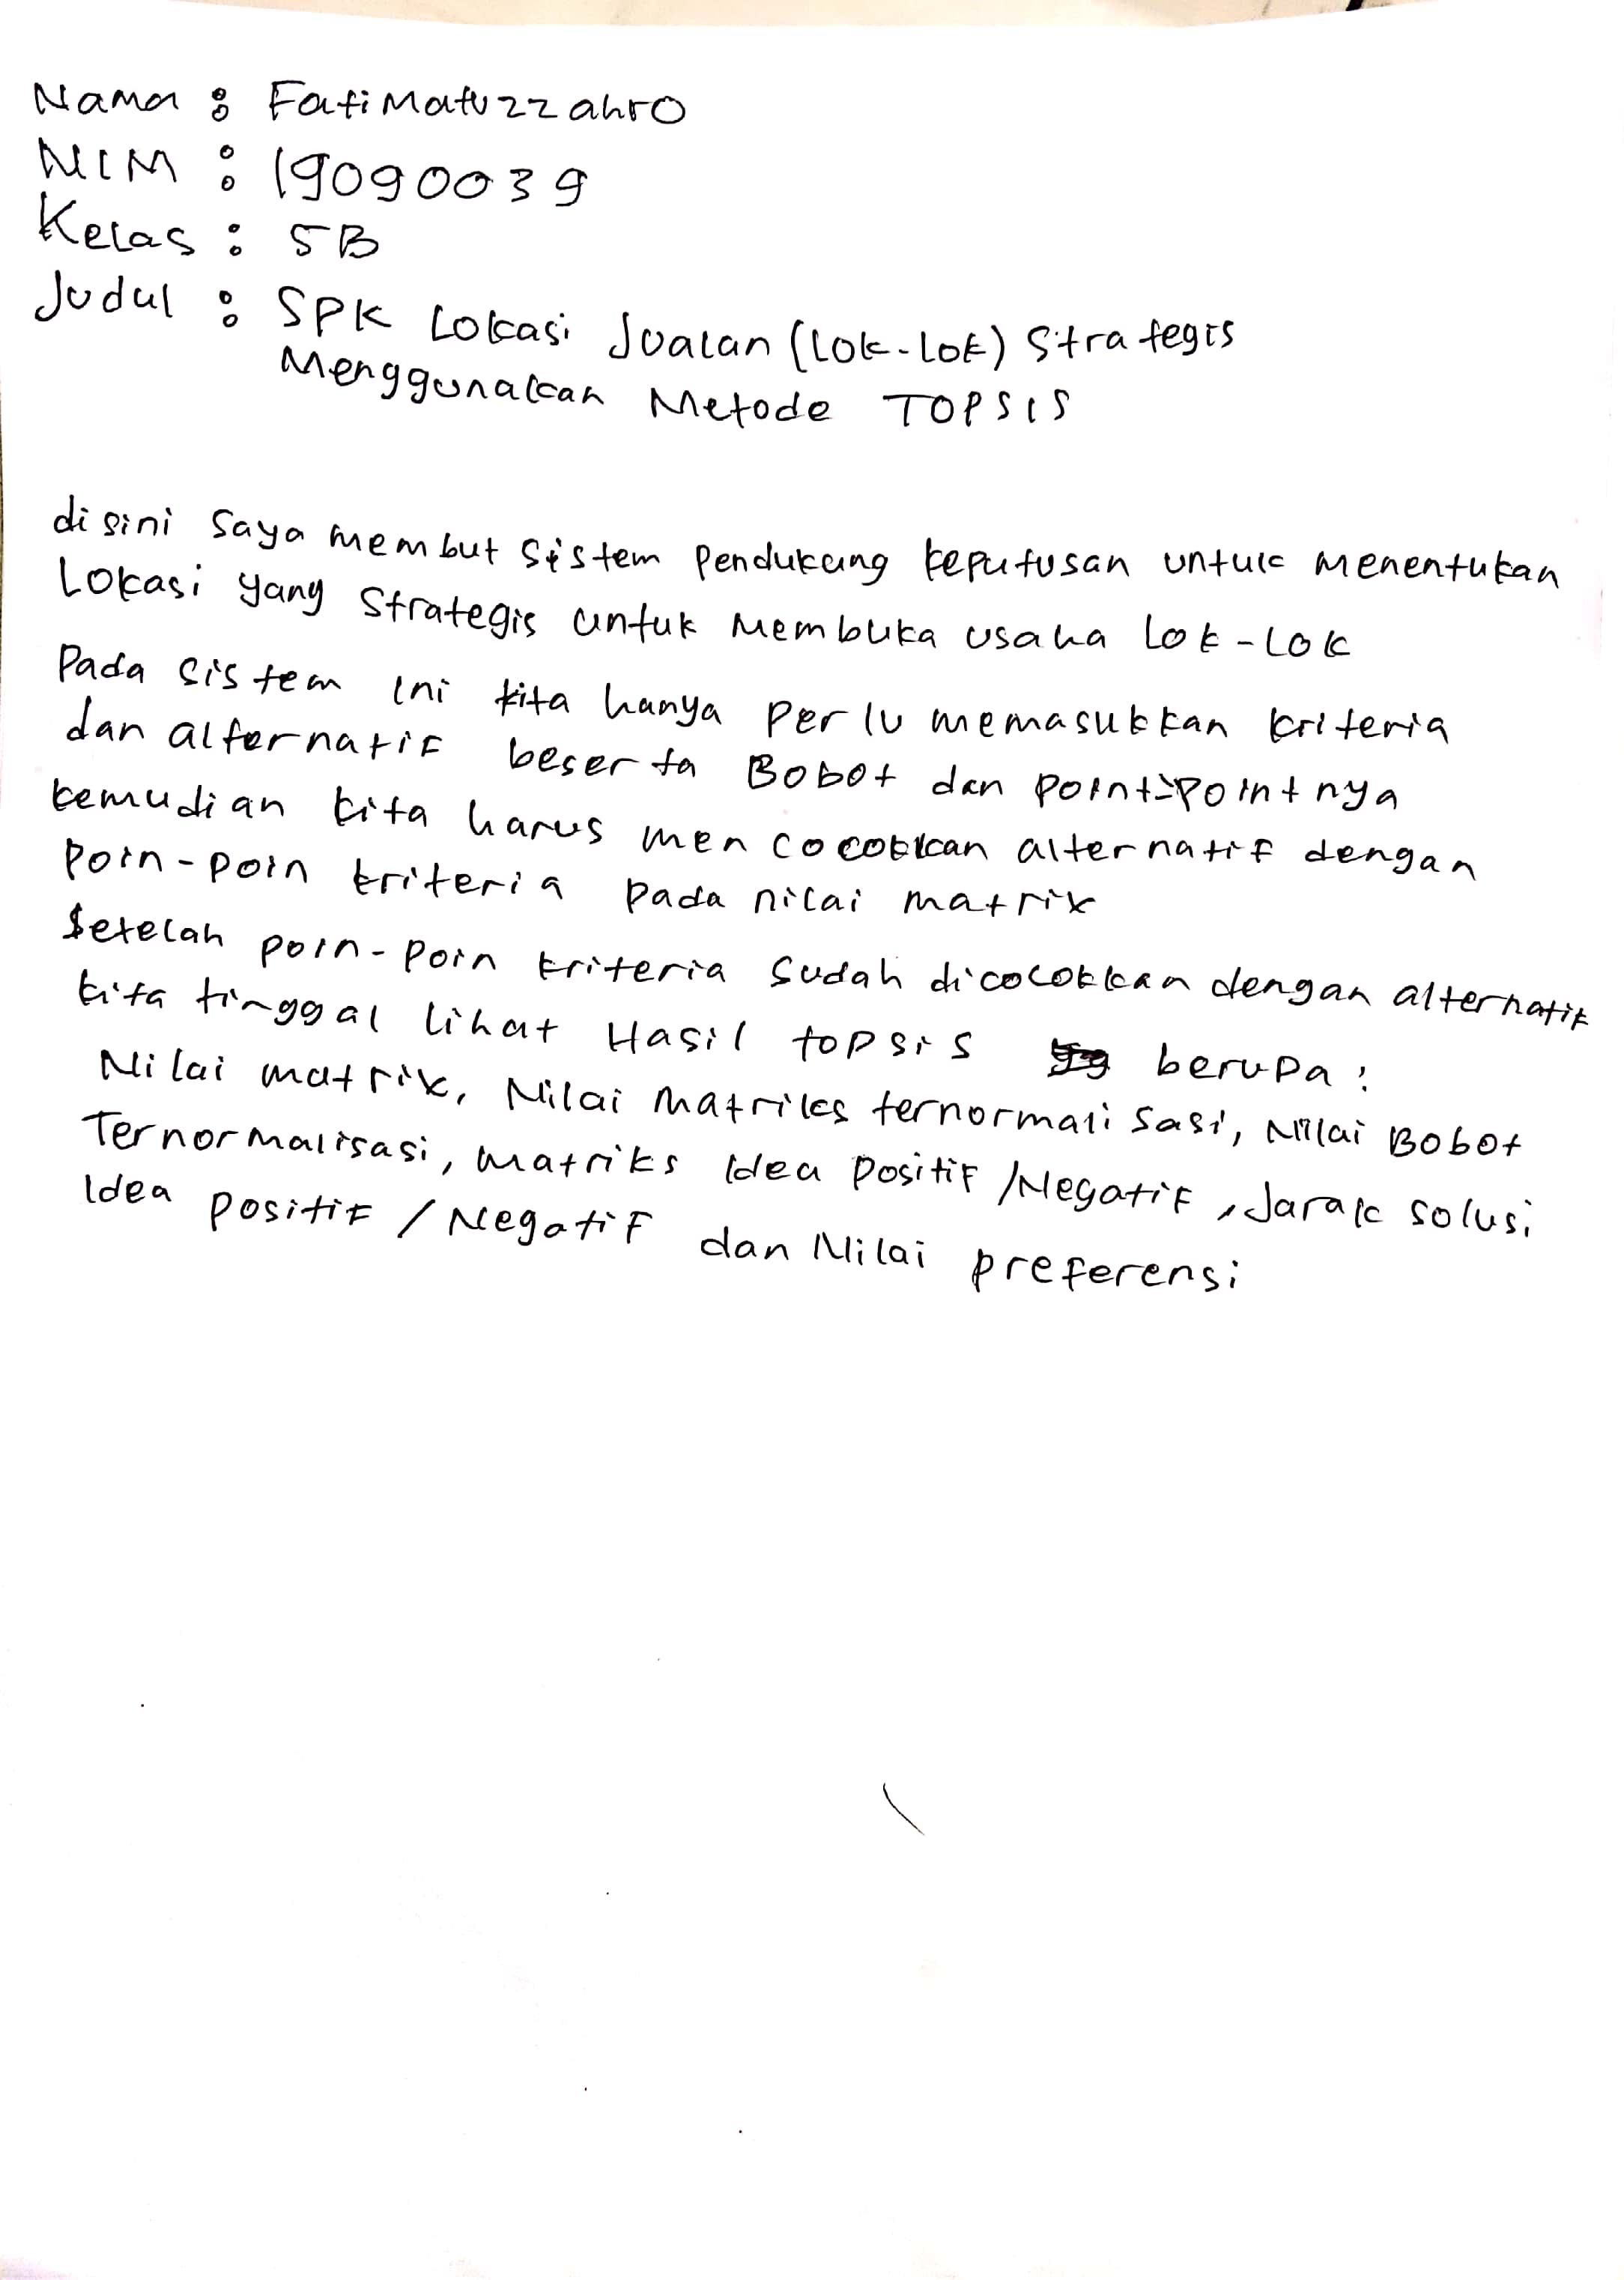 Nama : Fatimatuzzahro
NIM : 19090039
Kelas : 5B
Judul : SPK Lokasi Jualan (Lok-Lok) Strategis
Menggunakan Metode TOPSIS
disini saya membut sistem pendukung keputusan untuk menentukan
Lokasi yang strategis untuk membuka usaha Lok-Lok
Pada sistem ini kita hanya perlu memasukkan kriteria
dan alternatif beserta Bobot dan point-pointnya
kemudian kita harus mencocokkan alternatif dengan
poin-poin kriteria pada nilai matrix
Setelah poin-poin kriteria sudah dicocokkan dengan alternatif
kita tinggal lihat Hasil topsis berupa :
Nilai matrix, Nilai Matriks ternormalisasi, Nilai Bobot
Ternormalisasi, Matriks Idea Positif/Negatif, Jarak solusi
Idea positif/Negatif dan Nilai preferensi